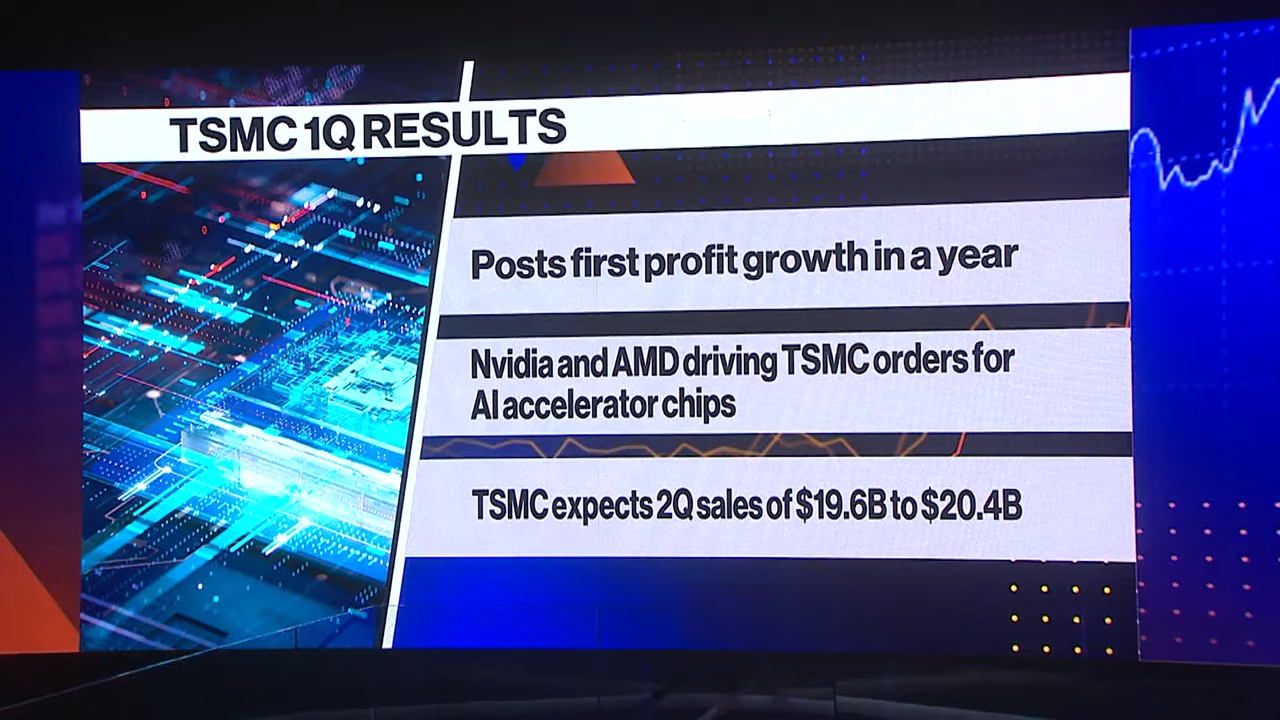 TSMC 1Q RESULTS
Posts first profit growth in a year
Nvidia and AMD driving TSMC orders for
AI accelerator chips
TSMC expects 2Q sales of $19.6B to $20.4B